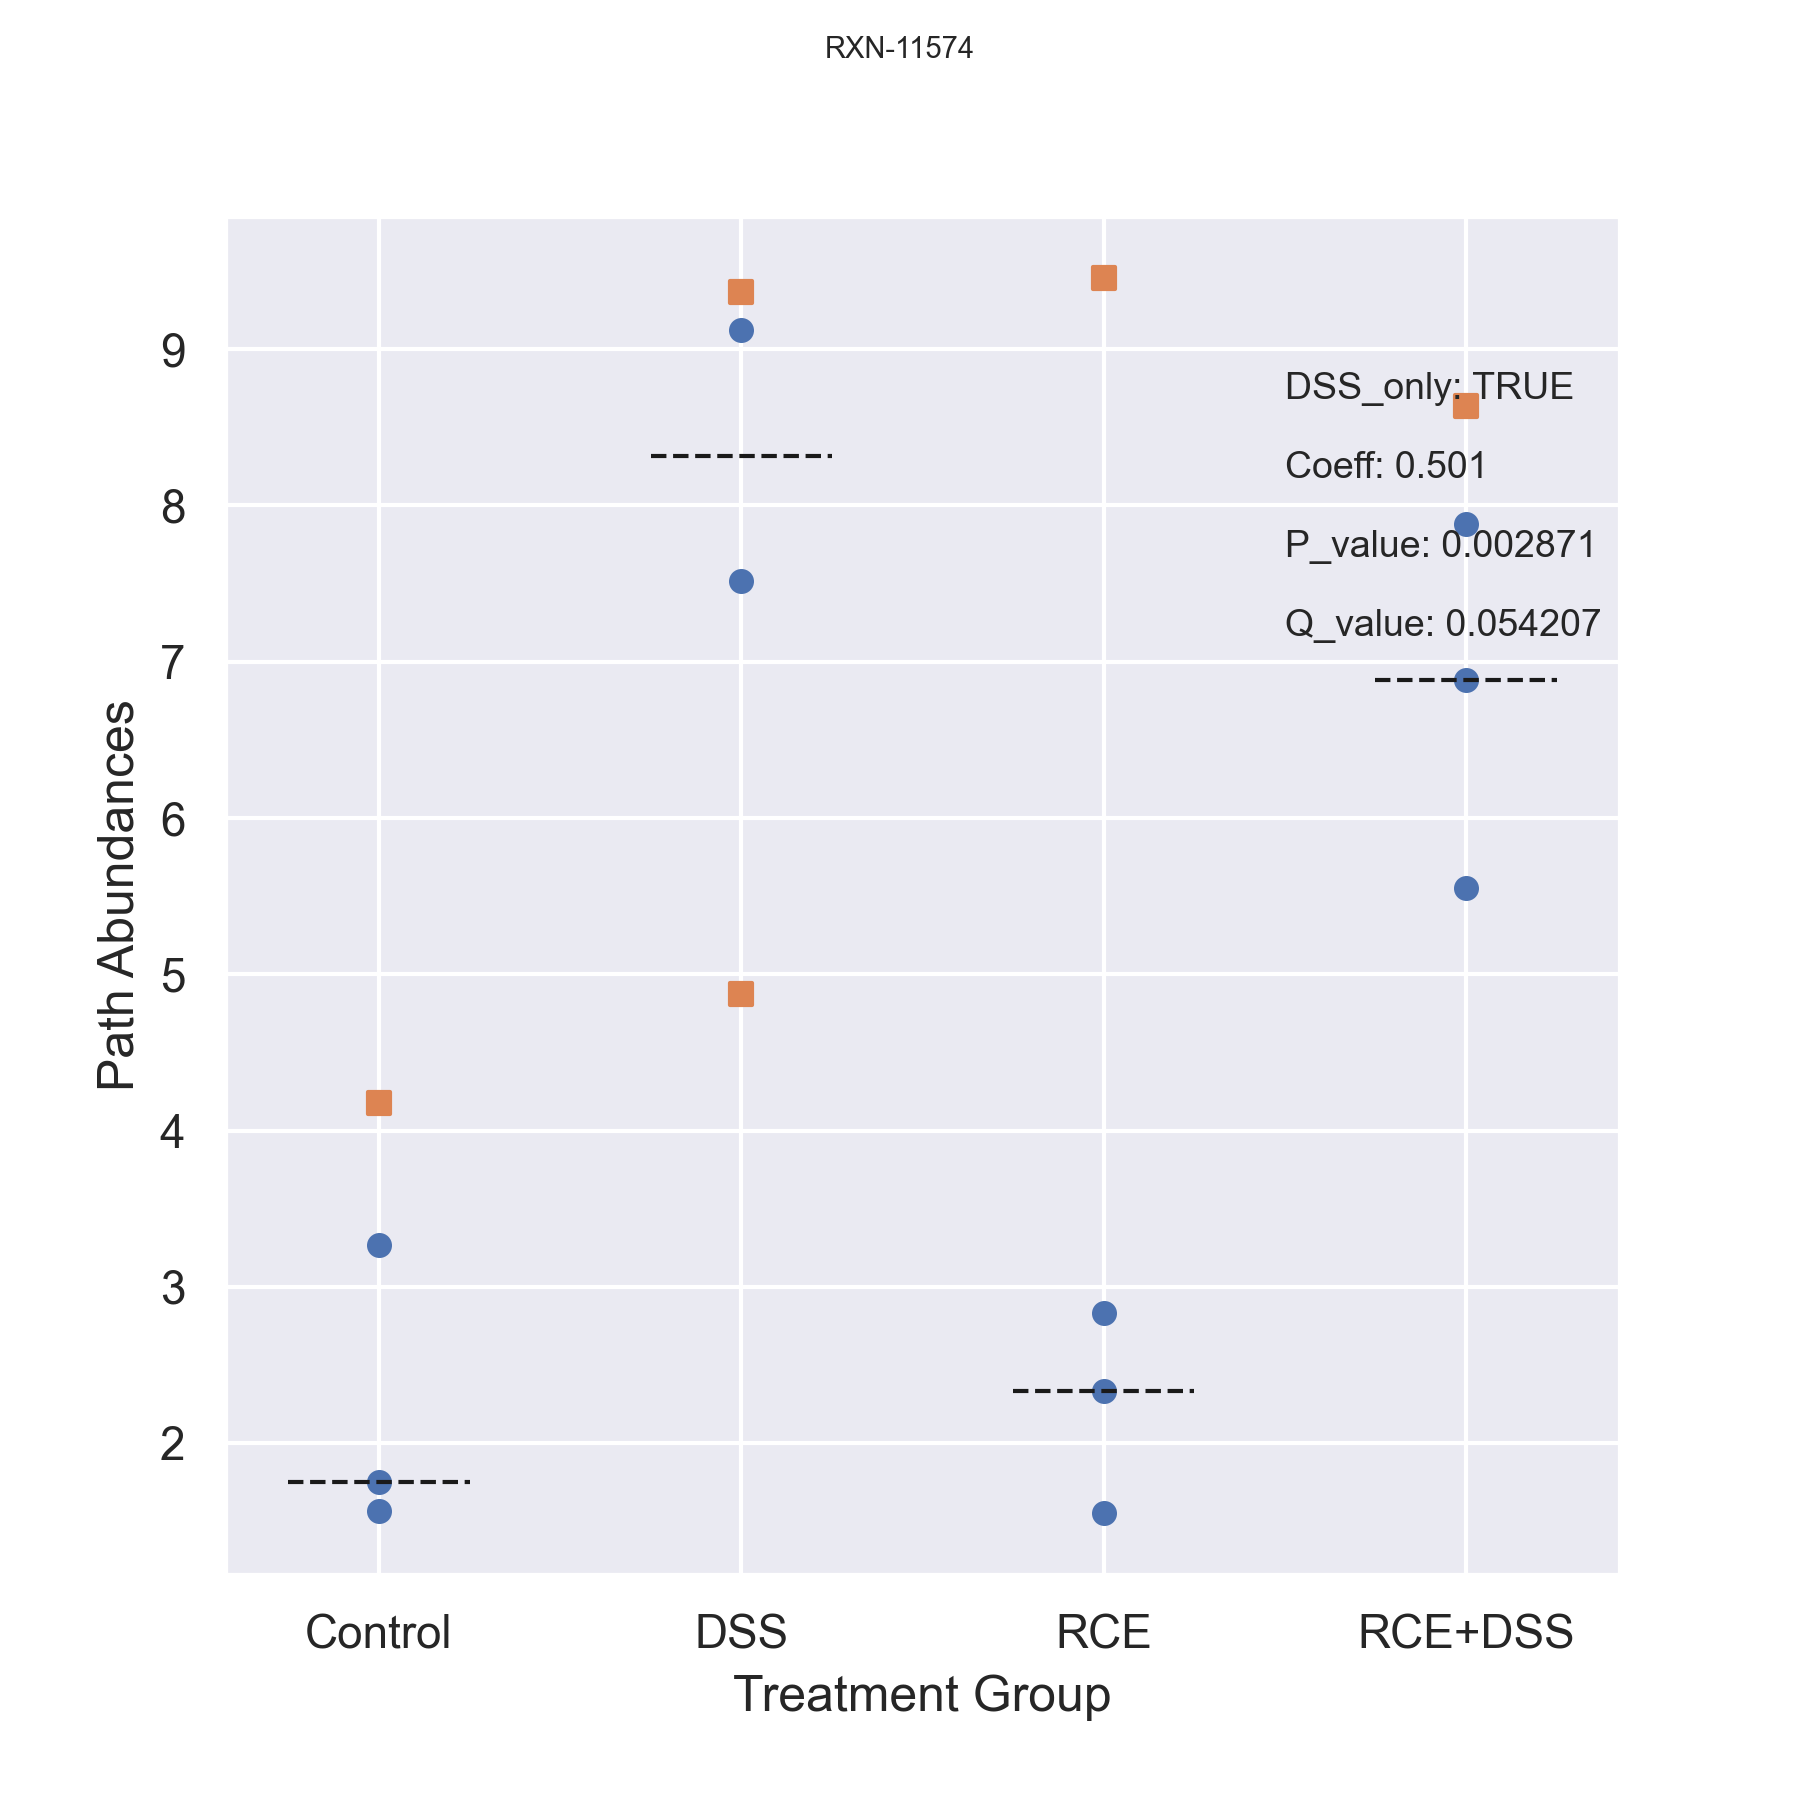 RXN-11574
9
8
7
6
5
4
3
2
Path Abundances
DSS_only: TRUE
Coeff: 0.501
P_value: 0.002871
Q_value: 0.054207
Control DSS RCE RCE+DSS
Treatment Group